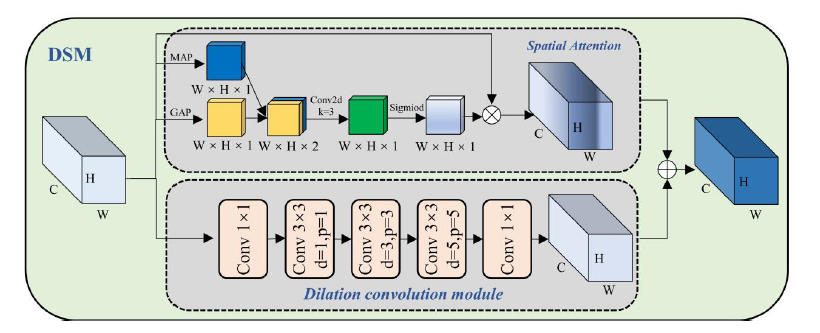 DSM
Spatial Attention
MAP
W × H × 1
GAP
Conv2d
k=3
Sigmiod
W × H × 1
W × H × 2
W × H × 1
W × H × 1
C
H
W
C
H
W
C
H
W
Conv 1×1
Conv 3×3
d=1,p=1
Conv 3×3
d=3,p=3
Conv 3×3
d=5,p=5
Conv 1×1
C
H
W
Dilation convolution module